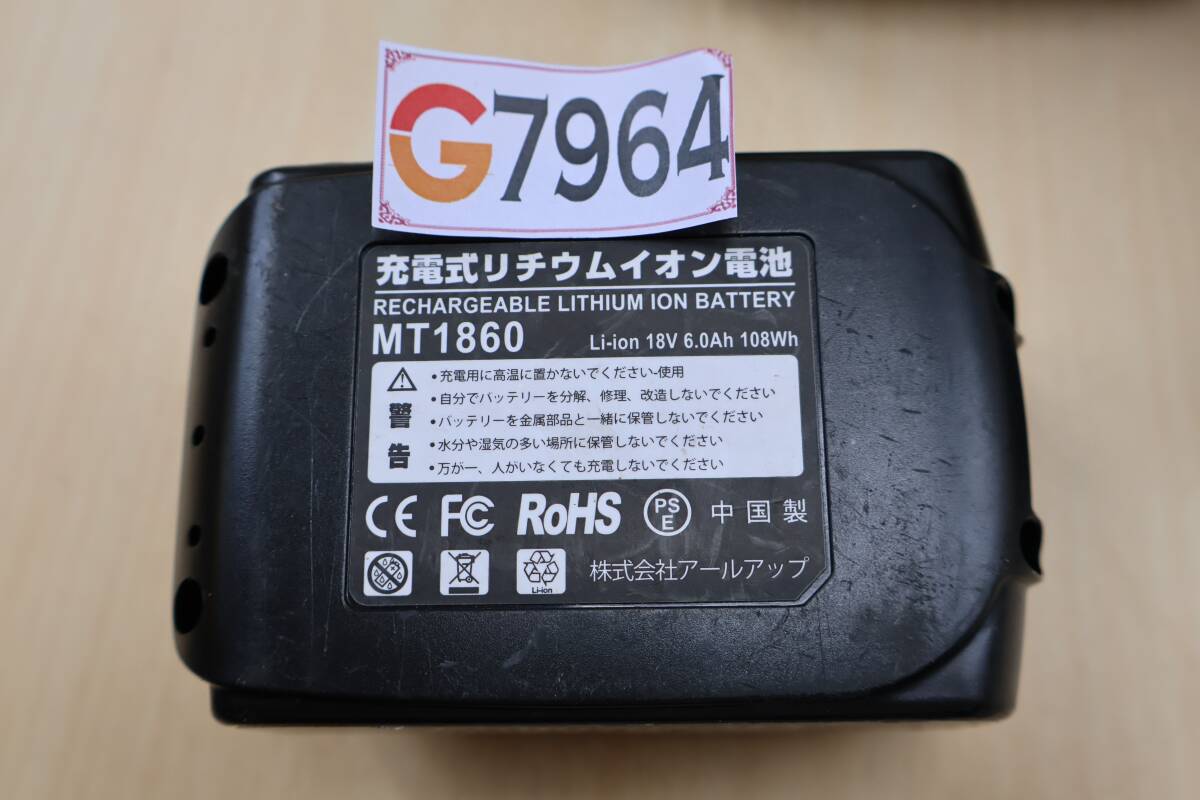 G7964
充電式リチウムイオン電池
RECHARGEABLE LITHIUM ION BATTERY
MT1860 Li-ion 18V 6.0Ah 108Wh
警告
•充電用に高温に置かないでください-使用
•自分でバッテリーを分解、修理、改造しないでください
•バッテリーを金属部品と一緒に保管しないでください
•水分や湿気の多い場所に保管しないでください
•万が一、人がいなくても充電しないでください
CE FC RoHS PSE 中国製
Li-ion 株式会社アールアップ